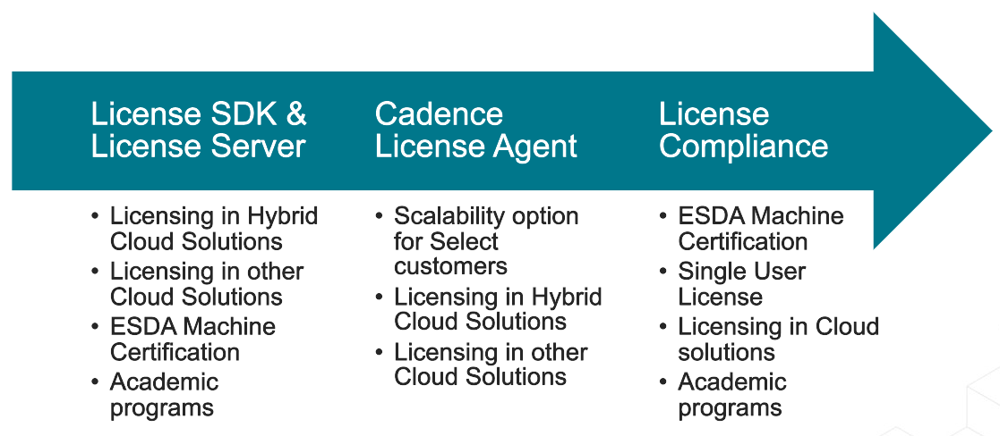 License SDK &
License Server
• Licensing in Hybrid
Cloud Solutions
• Licensing in other
Cloud Solutions
• ESDA Machine
Certification
• Academic
programs
Cadence
License Agent
• Scalability option
for Select
customers
• Licensing in Hybrid
Cloud Solutions
• Licensing in other
Cloud Solutions
License
Compliance
• ESDA Machine
Certification
• Single User
License
• Licensing in Cloud
solutions
• Academic
programs